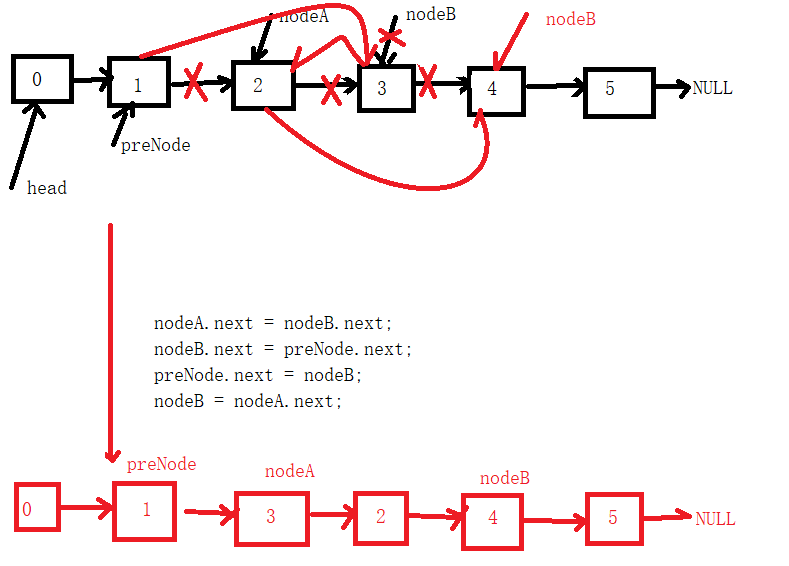 nodeA
nodeB
nodeB
0
1
2
3
4
5
NULL
preNode
head
nodeA.next = nodeB.next;
nodeB.next = preNode.next;
preNode.next = nodeB;
nodeB = nodeA.next;
preNode
nodeA
nodeB
0
1
3
2
4
5
NULL